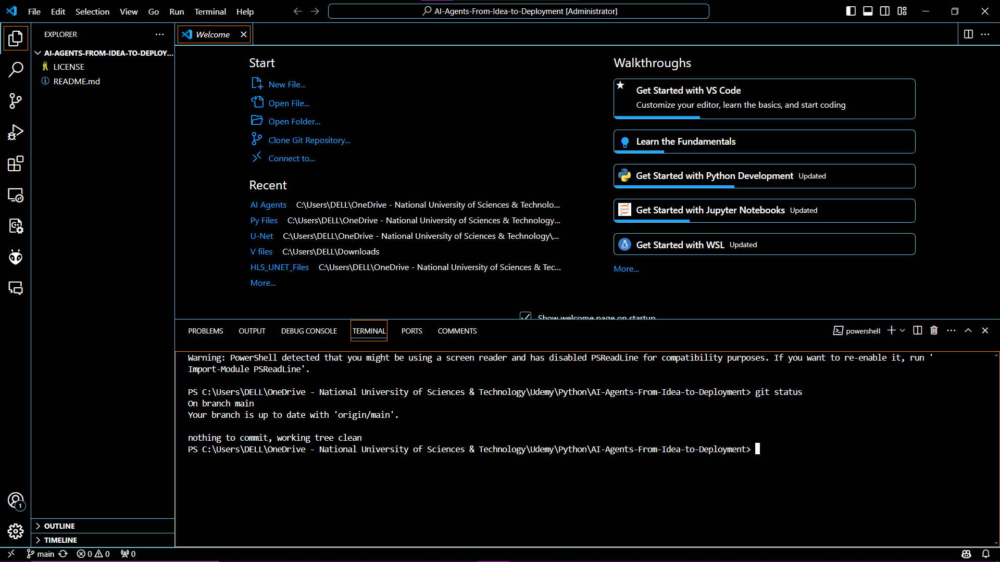 File Edit Selection View Go Run Terminal Help
AI-Agents-From-Idea-to-Deployment [Administrator]
EXPLORER
Welcome
AI-AGENTS-FROM-IDEA-TO-DEPLOY...
LICENSE
README.md
Start
New File...
Open File...
Open Folder...
Clone Git Repository...
Connect to...
Recent
AI Agents C:\Users\DELL\OneDrive - National University of Sciences & Technolo...
Py Files C:\Users\DELL\OneDrive - National University of Sciences & Technology...
U-Net C:\Users\DELL\OneDrive - National University of Sciences & Technology\...
V files C:\Users\DELL\Downloads
HLS_UNET_Files C:\Users\DELL\OneDrive - National University of Sciences & Tec...
More...
Walkthroughs
Get Started with VS Code
Customize your editor, learn the basics, and start coding
Learn the Fundamentals
Get Started with Python Development Updated
jupyter
Get Started with Jupyter Notebooks Updated
Get Started with WSL Updated
More...
Show welcome page on startup
PROBLEMS OUTPUT DEBUG CONSOLE TERMINAL PORTS COMMENTS
powershell
Warning: PowerShell detected that you might be using a screen reader and has disabled PSReadLine for compatibility purposes. If you want to re-enable it, run '
Import-Module PSReadLine'.
PS C:\Users\DELL\OneDrive - National University of Sciences & Technology\Udemy\Python\AI-Agents-From-Idea-to-Deployment> git status
On branch main
Your branch is up to date with 'origin/main'.
nothing to commit, working tree clean
PS C:\Users\DELL\OneDrive - National University of Sciences & Technology\Udemy\Python\AI-Agents-From-Idea-to-Deployment>
1
OUTLINE
TIMELINE
main 0 0 0